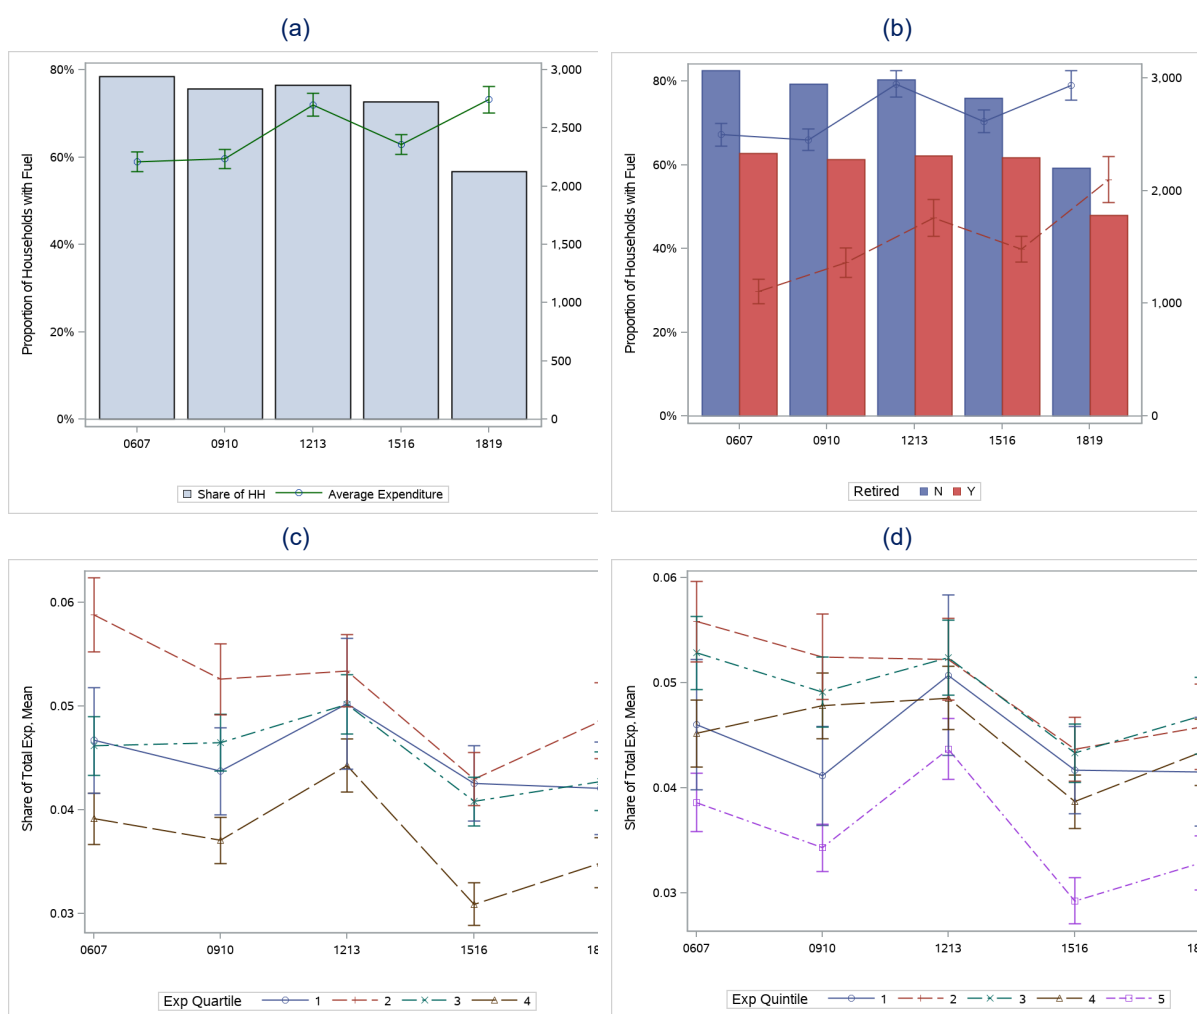 (a)
(b)
80%
60%
40%
20%
0%
3,000
2,500
2,000
1,500
1,000
500
0
Proportion of Households with Fuel
0607 0910 1213 1516 1819
Share of HH Average Expenditure
80%
60%
40%
20%
0%
3,000
2,000
1,000
0
Proportion of Households with Fuel
0607 0910 1213 1516 1819
Retired N Y
(c)
(d)
0.06
0.05
0.04
0.03
Share of Total Exp. Mean
0607 0910 1213 1516 18
Exp Quartile 1 2 3 4
0.06
0.05
0.04
0.03
Share of Total Exp. Mean
0607 0910 1213 1516 18
Exp Quintile 1 2 3 4 5